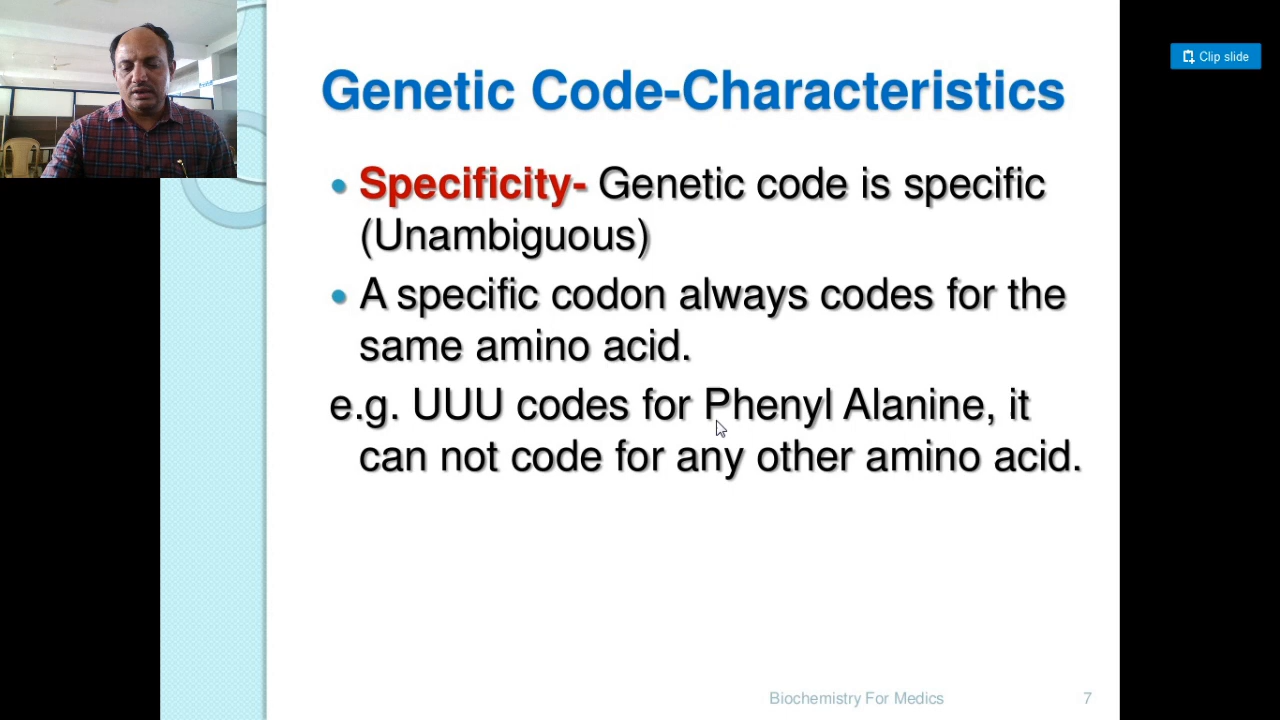 Clip slide
Genetic Code-Characteristics
• Specificity- Genetic code is specific
(Unambiguous)
• A specific codon always codes for the
same amino acid.
e.g. UUU codes for Phenyl Alanine, it
can not code for any other amino acid.
Biochemistry For Medics 7